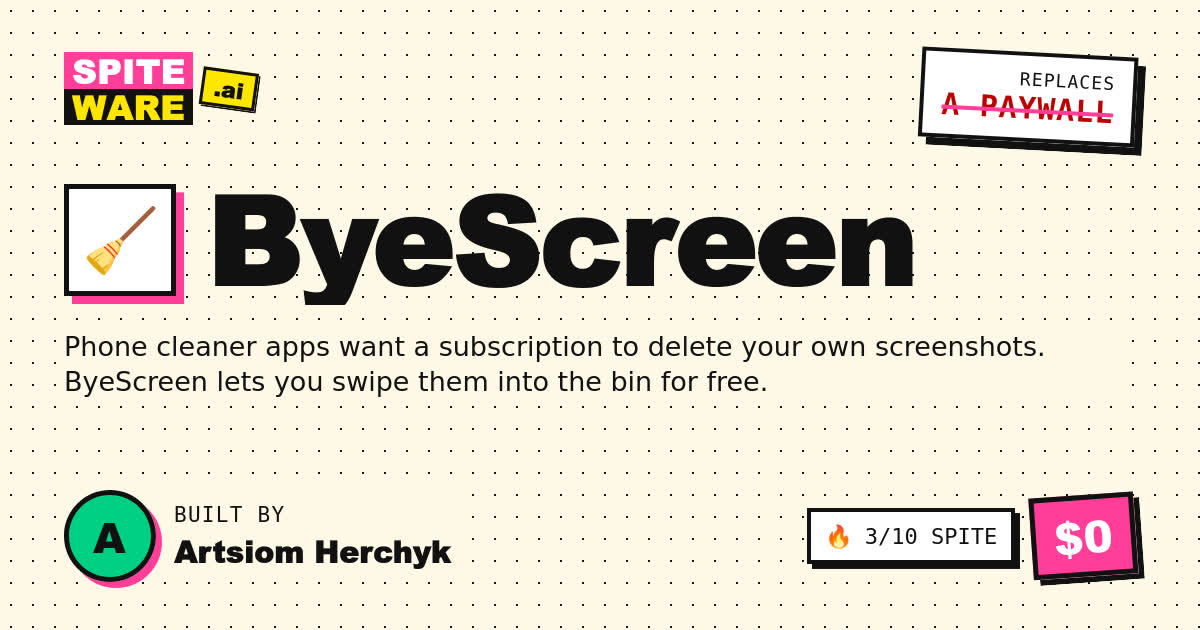 SPITE
WARE
.ai
REPLACES
A PAYWALL
ByeScreen
Phone cleaner apps want a subscription to delete your own screenshots.
ByeScreen lets you swipe them into the bin for free.
A
BUILT BY
Artsiom Herchyk
🔥 3/10 SPITE
$0